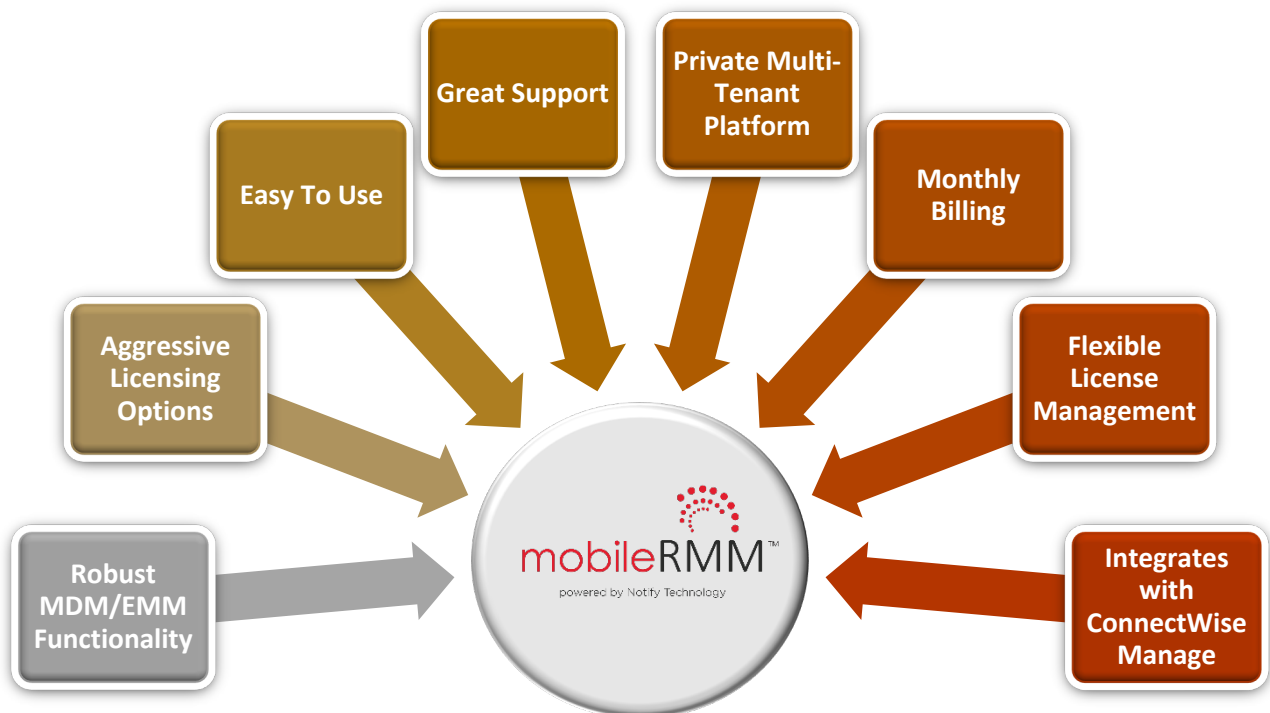 Robust
MDM/EMM
Functionality
Aggressive
Licensing
Options
Easy To Use
Great Support
Private Multi-
Tenant
Platform
Monthly
Billing
Flexible
License
Management
Integrates
with
ConnectWise
Manage
mobileRMM™
powered by Notify Technology